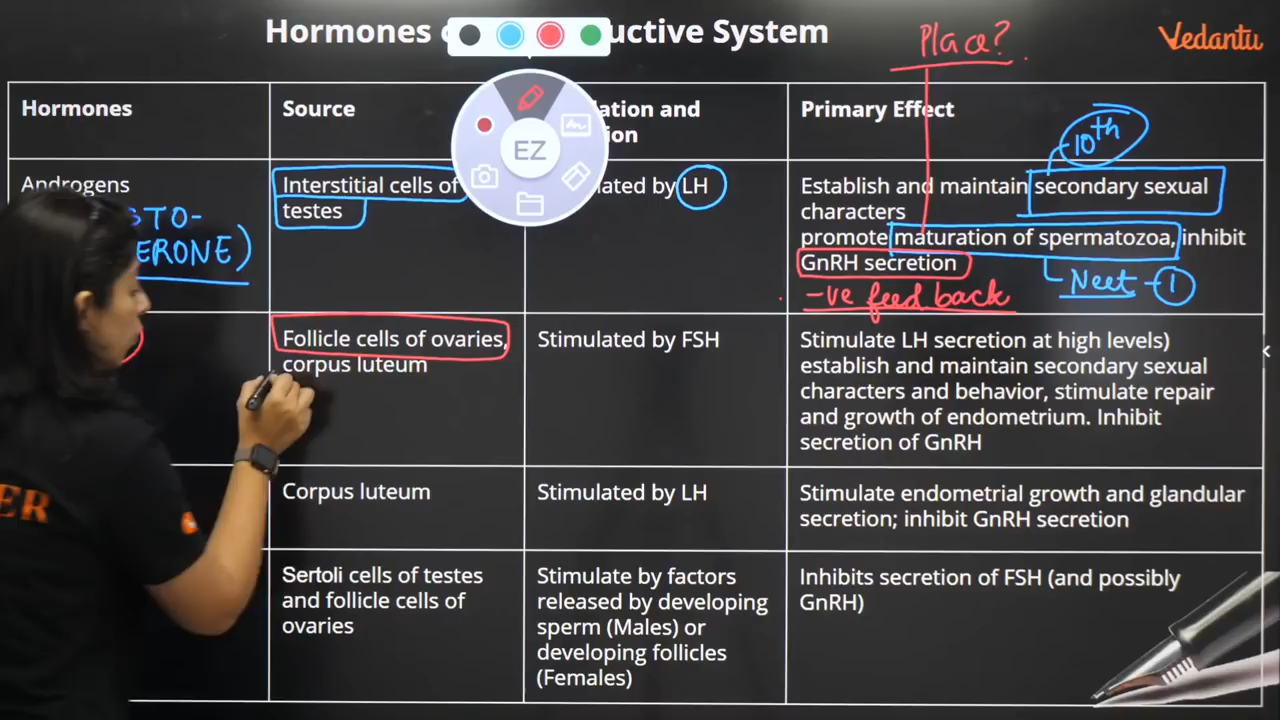 Hormones
uctive System
Place?
Vedantu
Hormones
Source
ation and
ion
Primary Effect
10th
Androgens
STO-
ERONE)
Interstitial cells of
testes
lated by LH
Establish and maintain secondary sexual
characters
promote maturation of spermatozoa, inhibit
GnRH secretion
-ve feed back
Neet - 1
Follicle cells of ovaries,
corpus luteum
Stimulated by FSH
Stimulate LH secretion at high levels)
establish and maintain secondary sexual
characters and behavior, stimulate repair
and growth of endometrium. Inhibit
secretion of GnRH
Corpus luteum
Stimulated by LH
Stimulate endometrial growth and glandular
secretion; inhibit GnRH secretion
Sertoli cells of testes
and follicle cells of
ovaries
Stimulate by factors
released by developing
sperm (Males) or
developing follicles
(Females)
Inhibits secretion of FSH (and possibly
GnRH)
EZ
ER